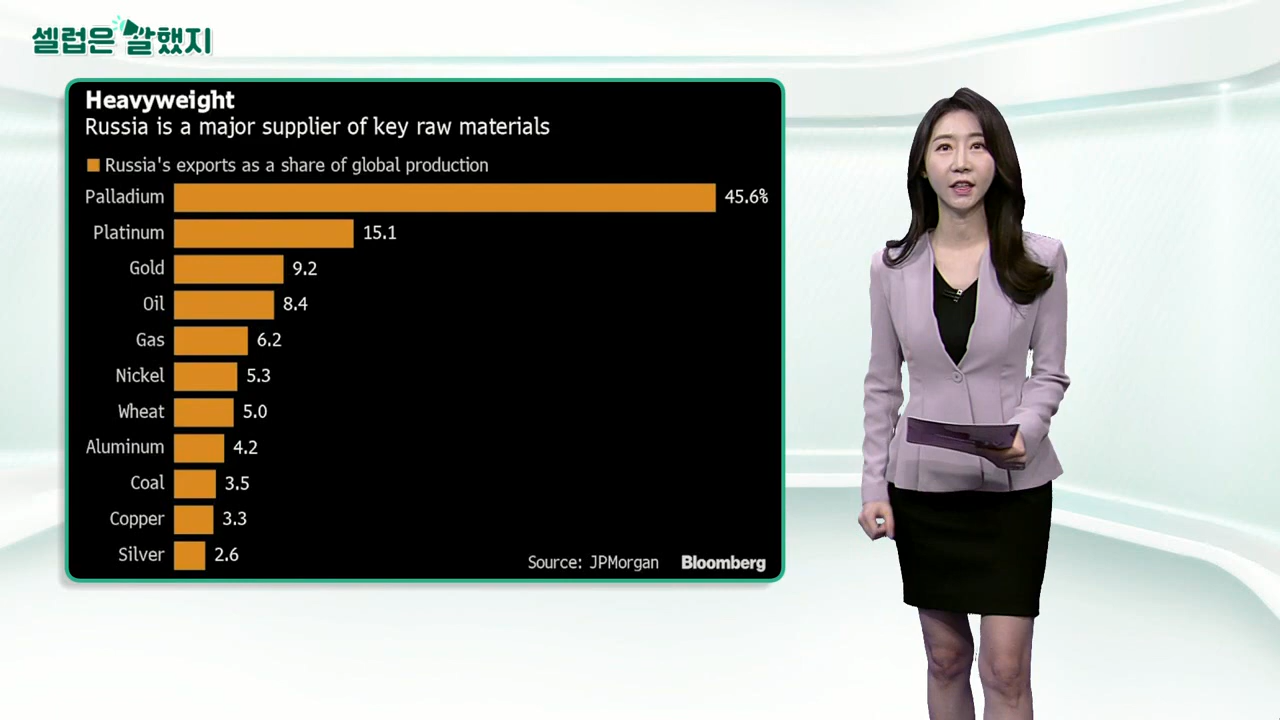 셀럽은 말했지
Heavyweight
Russia is a major supplier of key raw materials
Russia's exports as a share of global production
Palladium 45.6%
Platinum 15.1
Gold 9.2
Oil 8.4
Gas 6.2
Nickel 5.3
Wheat 5.0
Aluminum 4.2
Coal 3.5
Copper 3.3
Silver 2.6
Source: JPMorgan Bloomberg